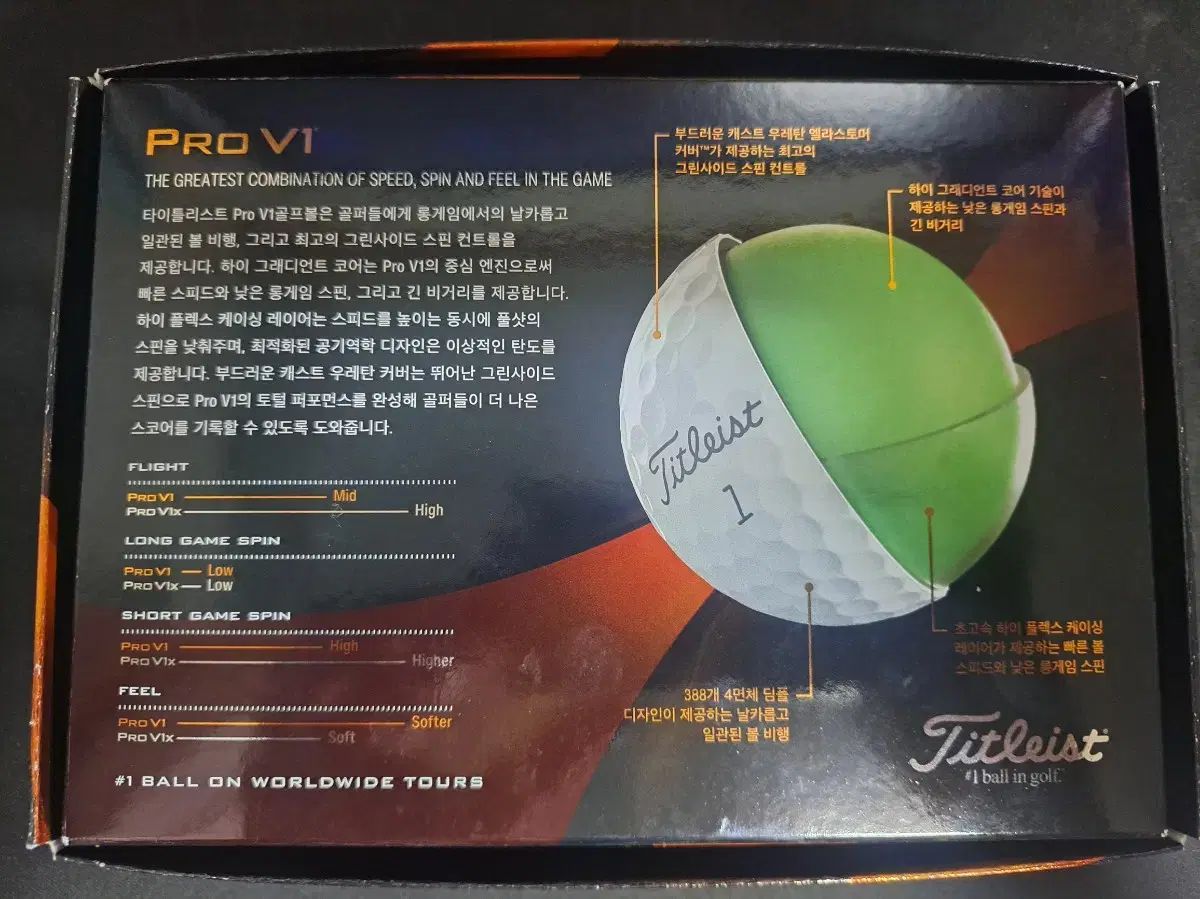 PRO V1
THE GREATEST COMBINATION OF SPEED, SPIN AND FEEL IN THE GAME
타이틀리스트 Pro V1골프볼은 골퍼들에게 롱게임에서의 날카롭고
일관된 볼 비행, 그리고 최고의 그린사이드 스핀 컨트롤을
제공합니다. 하이 그래디언트 코어는 Pro V1의 중심 엔진으로써
빠른 스피드와 낮은 롱게임 스핀, 그리고 긴 비거리를 제공합니다.
하이 플렉스 케이싱 레이어는 스피드를 높이는 동시에 풀샷의
스핀을 낮춰주며, 최적화된 공기역학 디자인은 이상적인 탄도를
제공합니다. 부드러운 캐스트 우레탄 커버는 뛰어난 그린사이드
스핀으로 Pro V1의 토털 퍼포먼스를 완성해 골퍼들이 더 나은
스코어를 기록할 수 있도록 도와줍니다.
FLIGHT
PRO V1 Mid
PRO V1x High
LONG GAME SPIN
PRO V1 Low
PRO V1x Low
SHORT GAME SPIN
PRO V1 High
PRO V1x Higher
FEEL
PRO V1 Softer
PRO V1x Soft
#1 BALL ON WORLDWIDE TOURS
부드러운 캐스트 우레탄 엘라스토머
커버™가 제공하는 최고의
그린사이드 스핀 컨트롤
하이 그래디언트 코어 기술이
제공하는 낮은 롱게임 스핀과
긴 비거리
Titleist
1
초고속 하이 플렉스 케이싱
레이어가 제공하는 빠른 볼
스피드와 낮은 롱게임 스핀
388개 4면체 딤플
디자인이 제공하는 날카롭고
일관된 볼 비행
Titleist®
#1 ball in golf.™